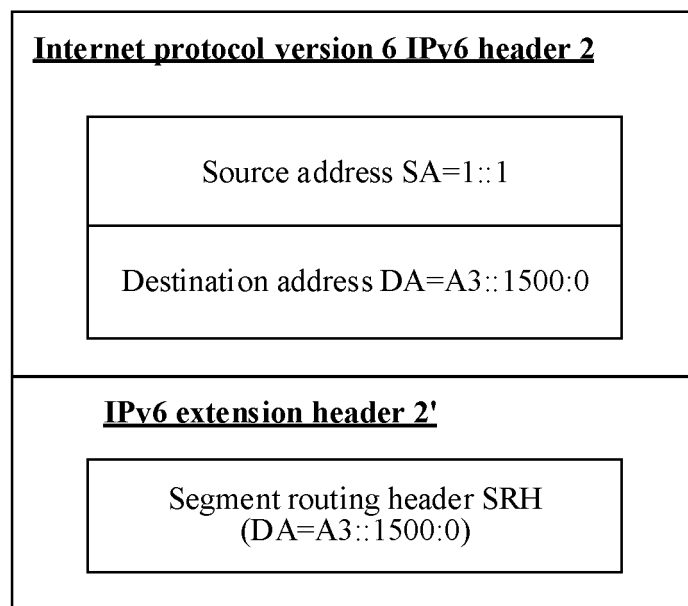 Internet protocol version 6 IPv6 header 2
Source address SA=1::1
Destination address DA=A3::1500:0
IPv6 extension header 2'
Segment routing header SRH
(DA=A3::1500:0)